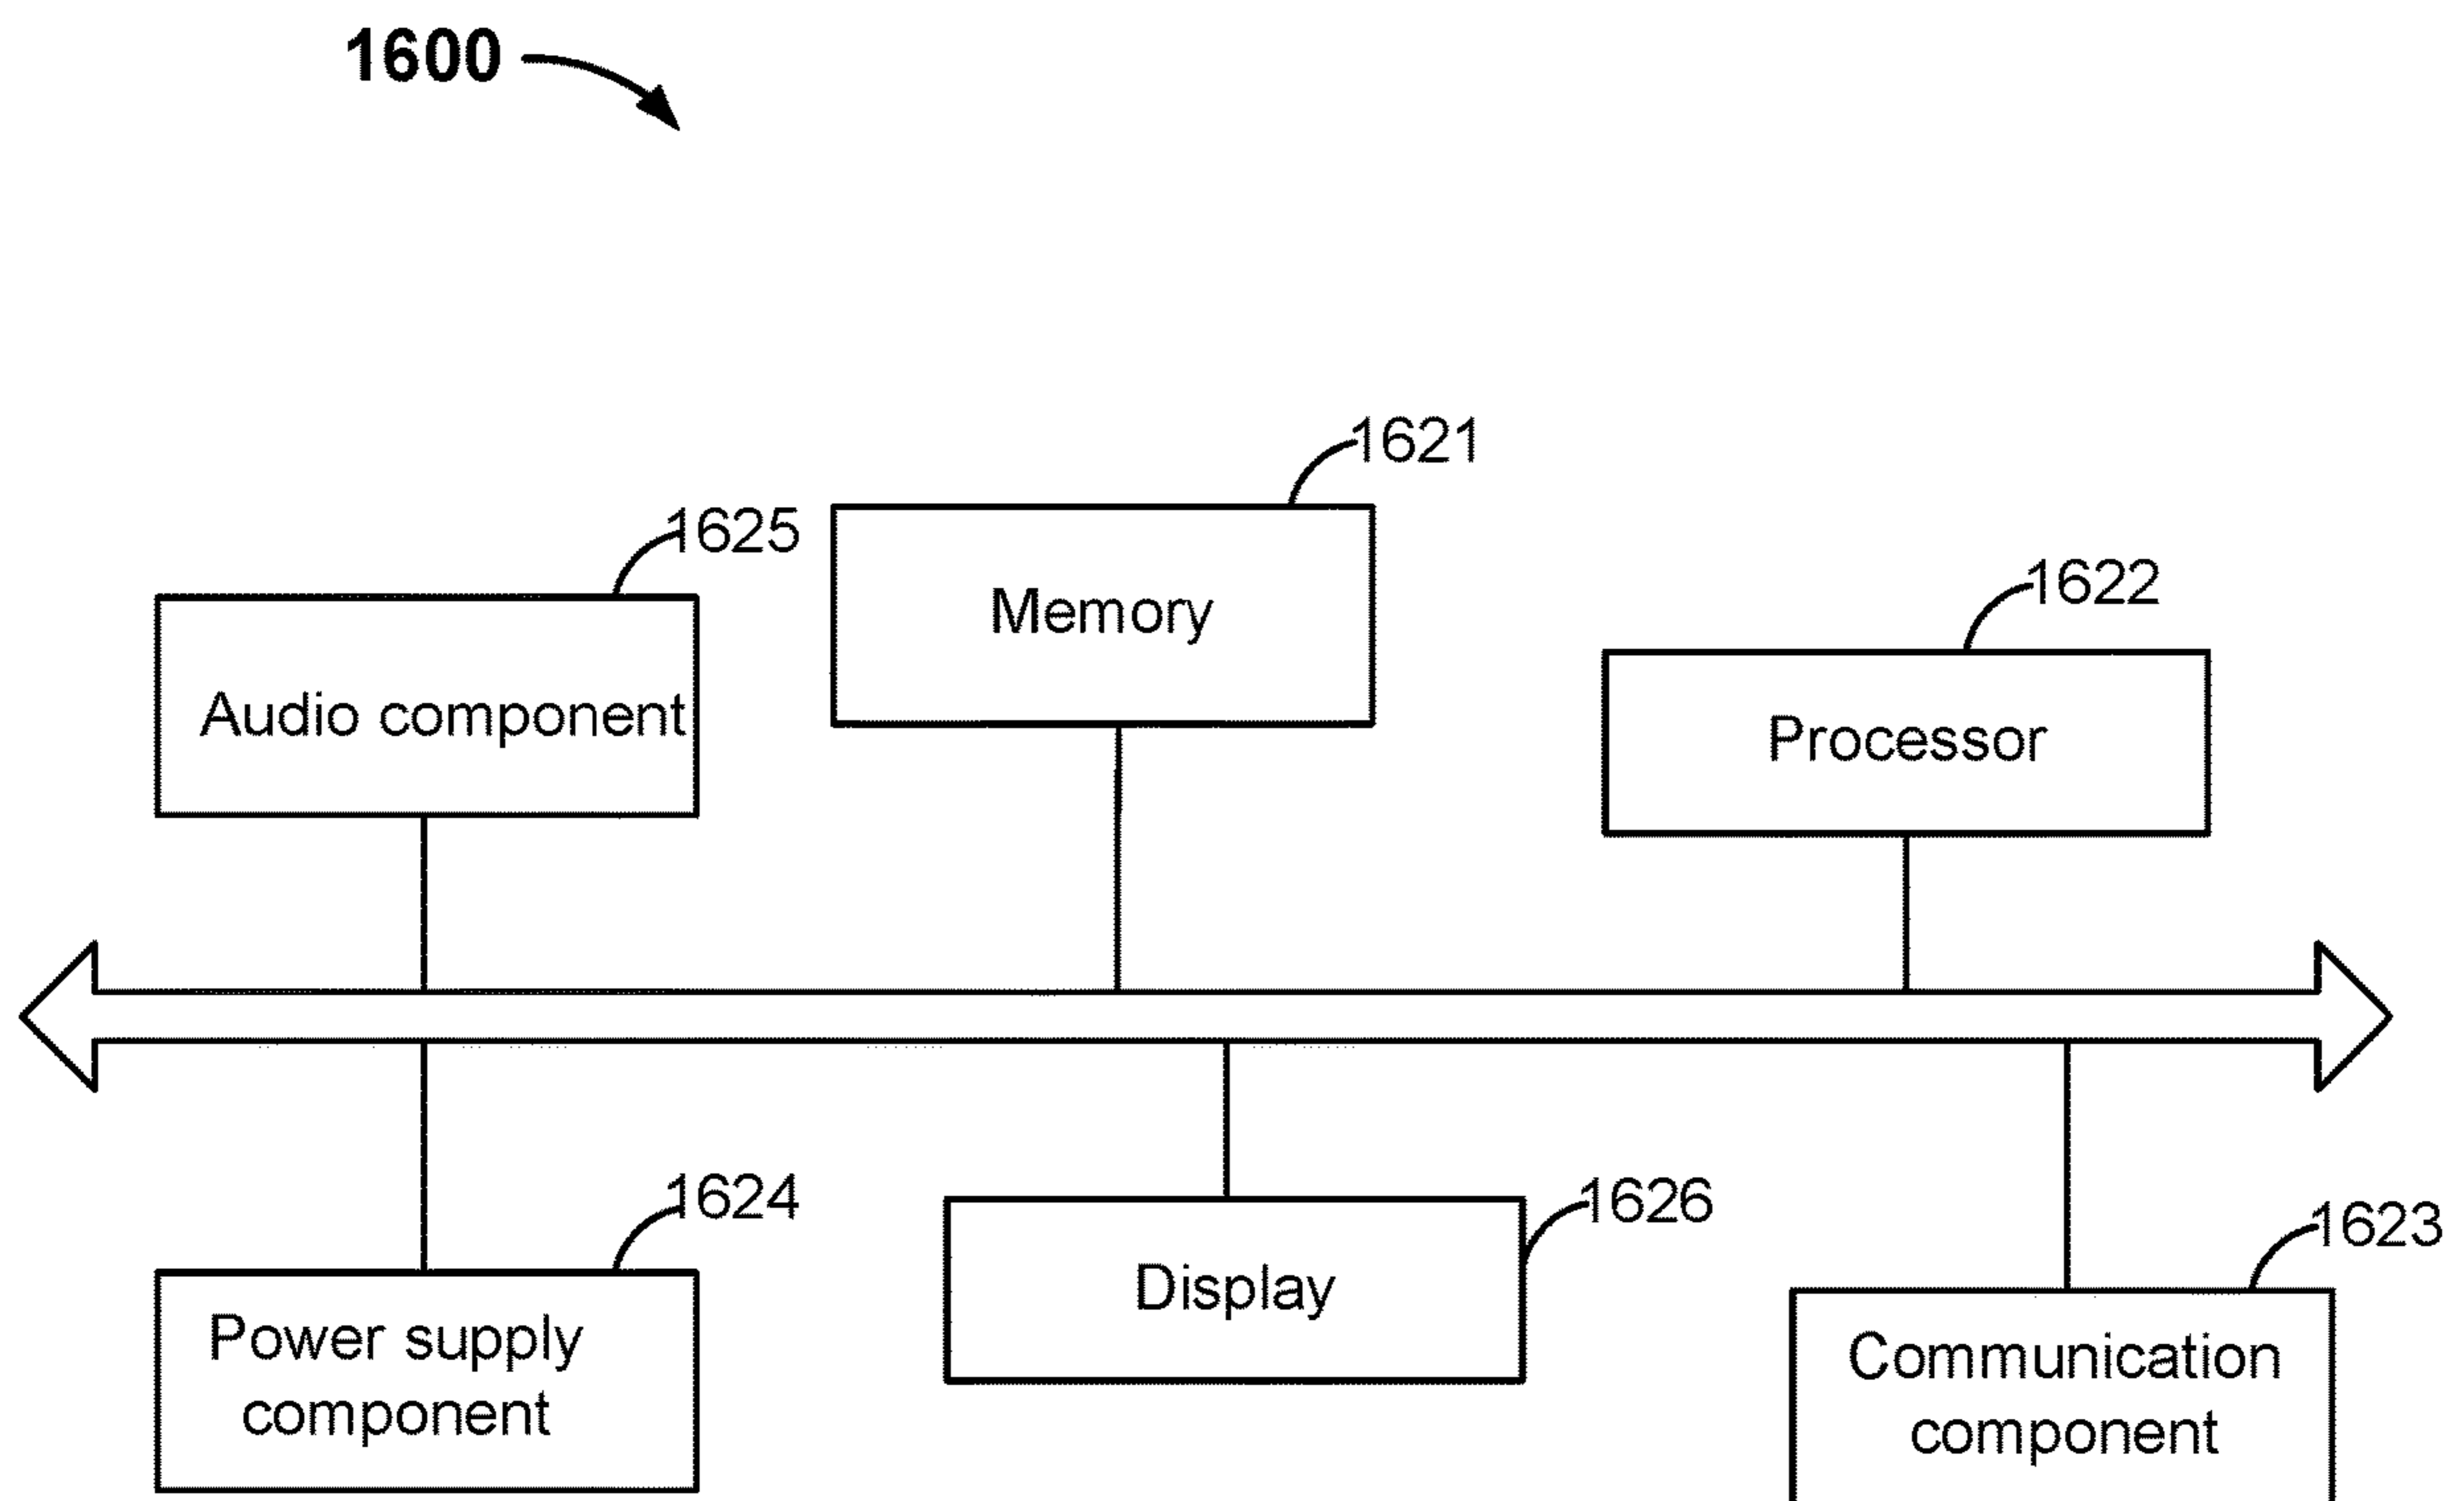 1600
1621
1625
Memory
1622
Audio component
Processor
1624
1626
1623
Power supply
component
Display
Communication
component